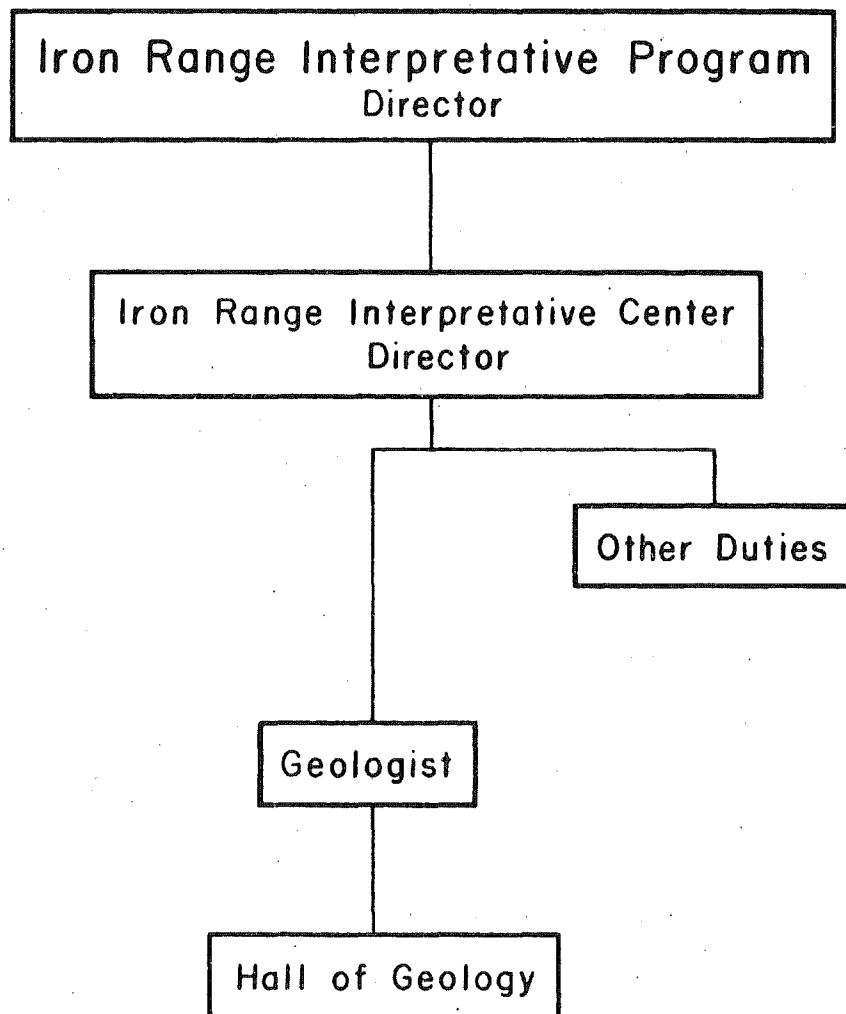 Iron Range Interpretative Program
Director
Iron Range Interpretative Center
Director
Other Duties
Geologist
Hall of Geology